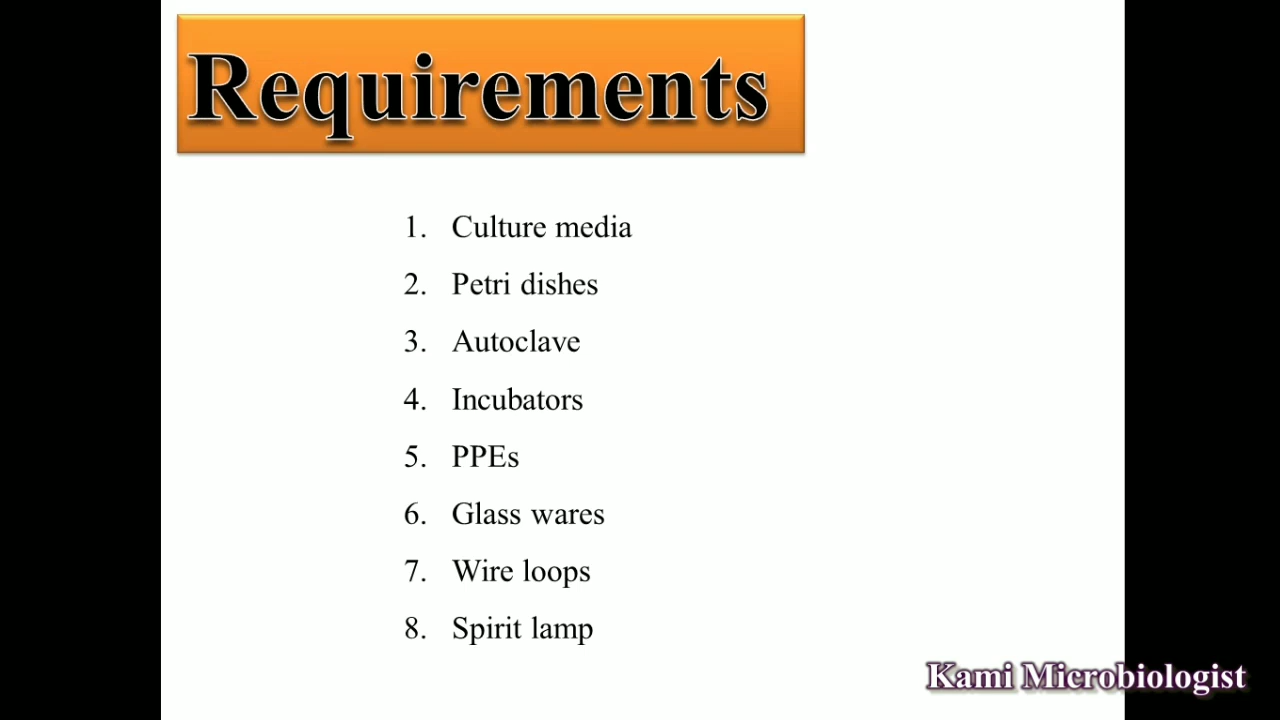 Requirements
1. Culture media
2. Petri dishes
3. Autoclave
4. Incubators
5. PPEs
6. Glass wares
7. Wire loops
8. Spirit lamp
Kami Microbiologist